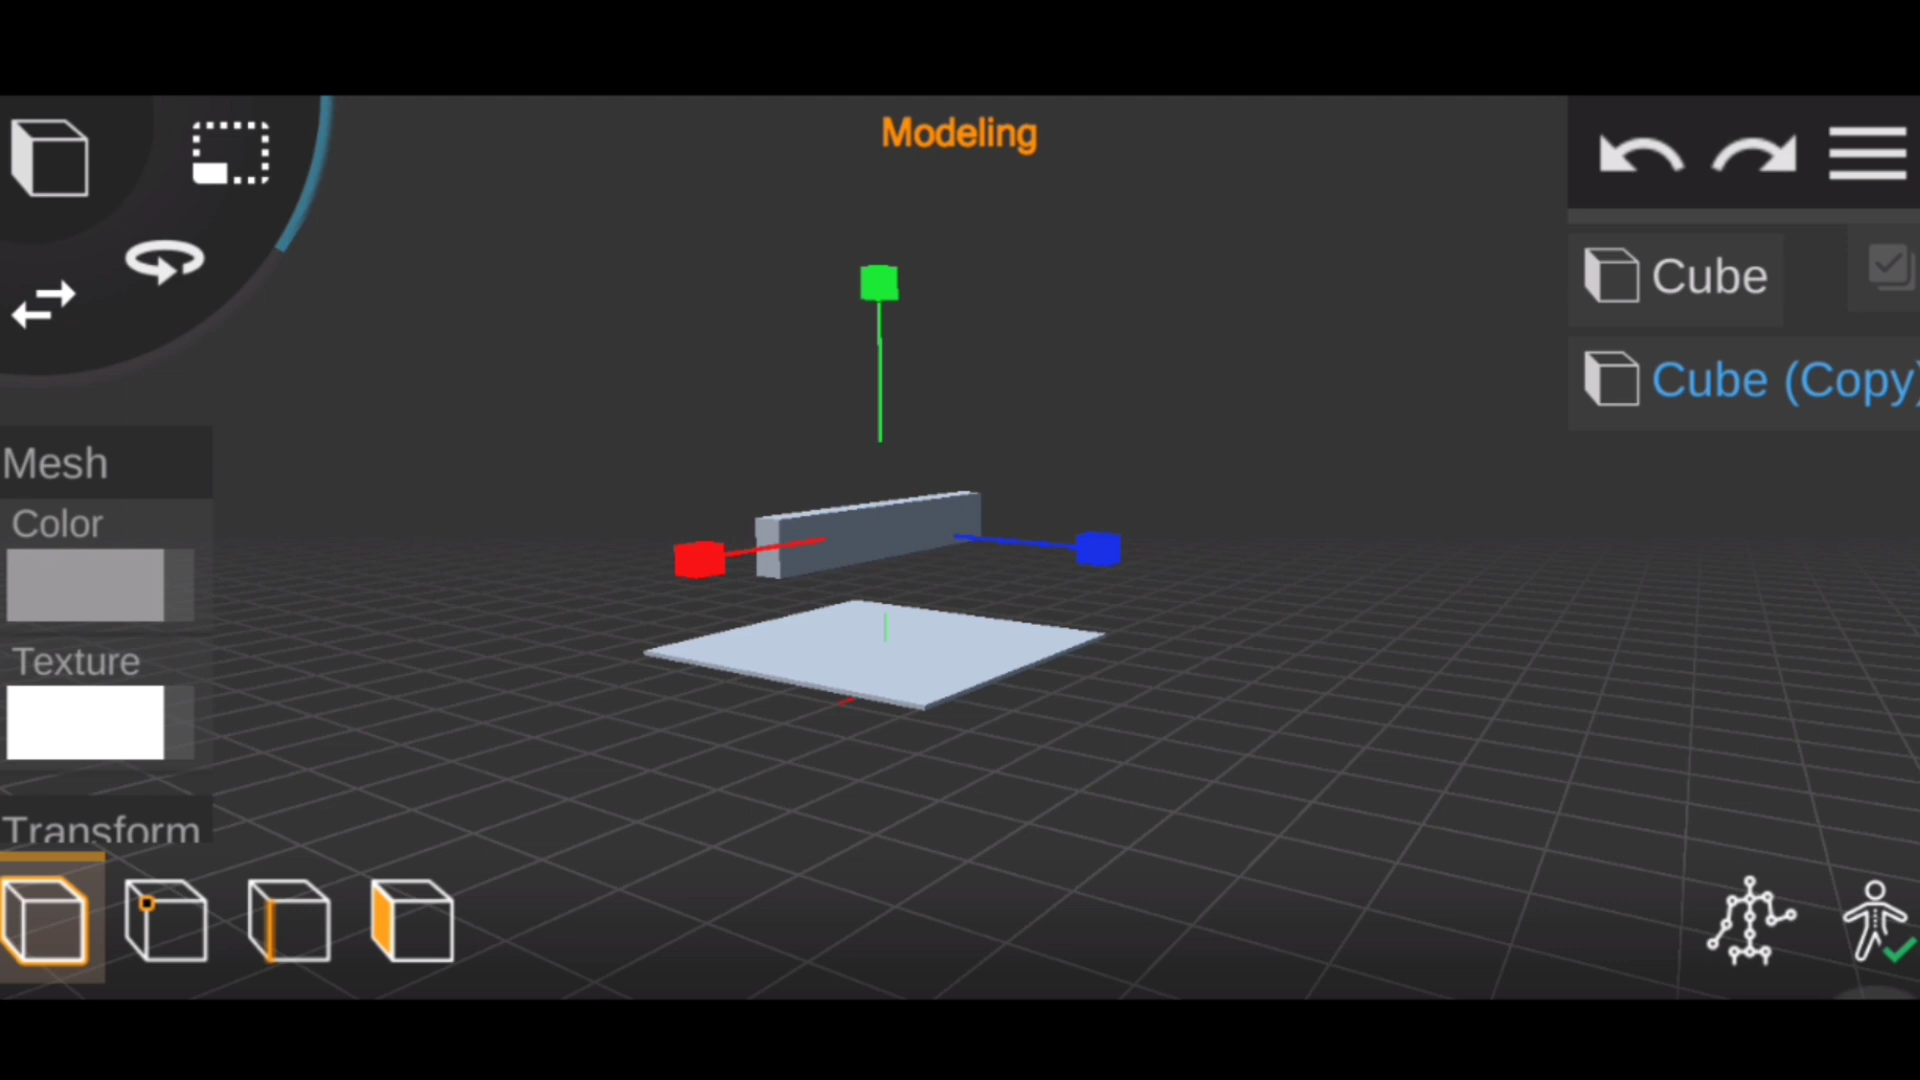 Modeling
Cube
Cube (Copy)
Mesh
Color
Texture
Transform